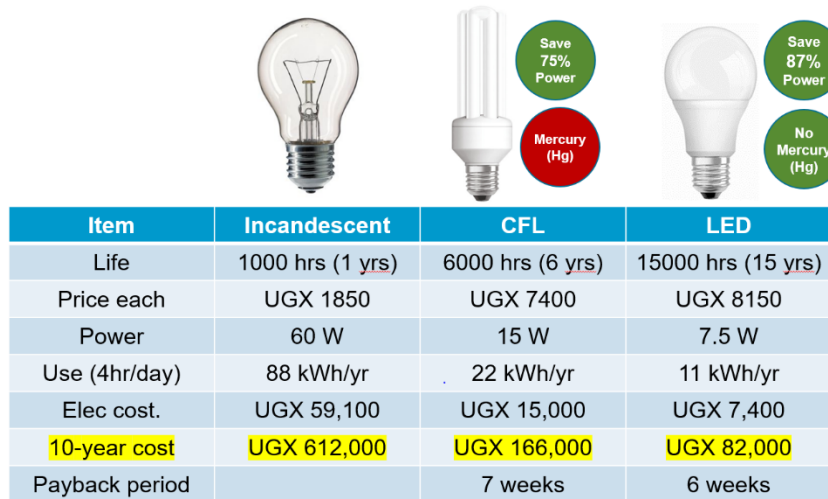 Save
75%
Power
Mercury
(Hg)
Save
87%
Power
No
Mercury
(Hg)
Item Incandescent CFL LED
Life 1000 hrs (1 yrs) 6000 hrs (6 yrs) 15000 hrs (15 yrs)
Price each UGX 1850 UGX 7400 UGX 8150
Power 60 W 15 W 7.5 W
Use (4hr/day) 88 kWh/yr 22 kWh/yr 11 kWh/yr
Elec cost. UGX 59,100 UGX 15,000 UGX 7,400
10-year cost UGX 612,000 UGX 166,000 UGX 82,000
Payback period 7 weeks 6 weeks